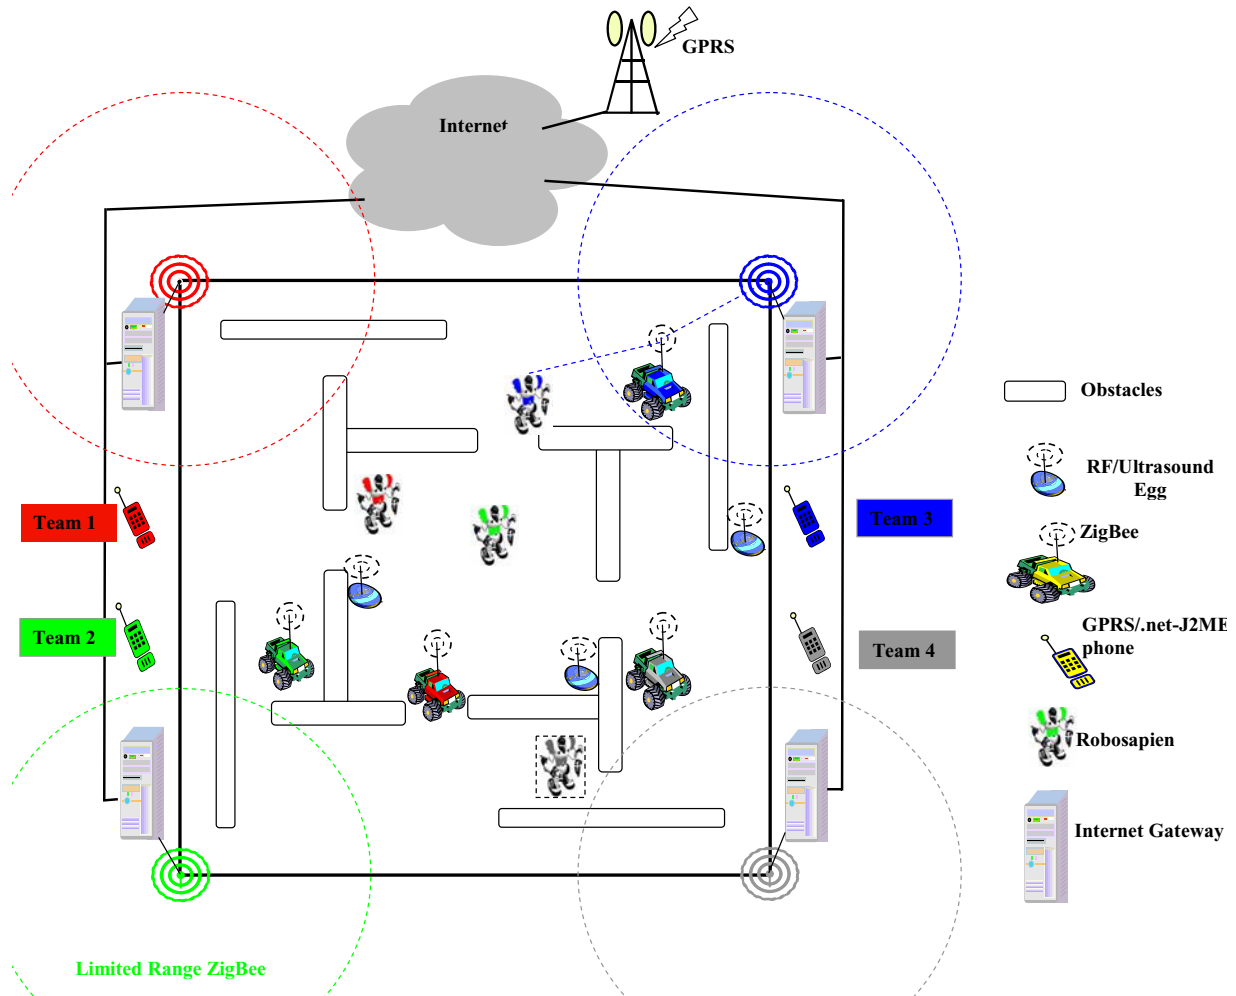 GPRS
Internet
Obstacles
RF/Ultrasound
Egg
Team 1
Team 3
ZigBee
Team 2
Team 4
GPRS/.net-J2ME
phone
Robosapien
Internet Gateway
Limited Range ZigBee